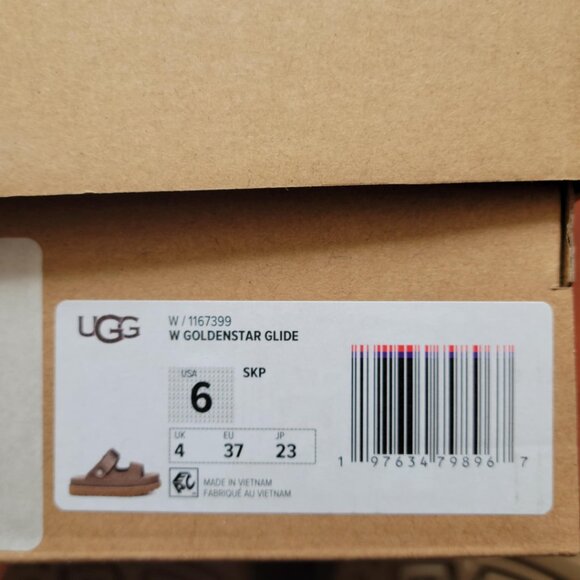 UGG
W / 1167399
W GOLDENSTAR GLIDE
USA
6
SKP
UK EU JP
4 37 23
1 97634 79896 7
MADE IN VIETNAM
FABRIQUÉ AU VIETNAM